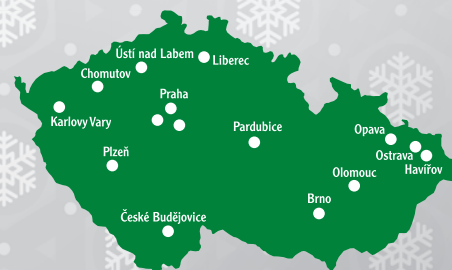 Ústí nad Labem
Liberec
Chomutov
Praha
Karlovy Vary
Pardubice
Opava
Plzeň
Ostrava
Havířov
Olomouc
Brno
České Budějovice